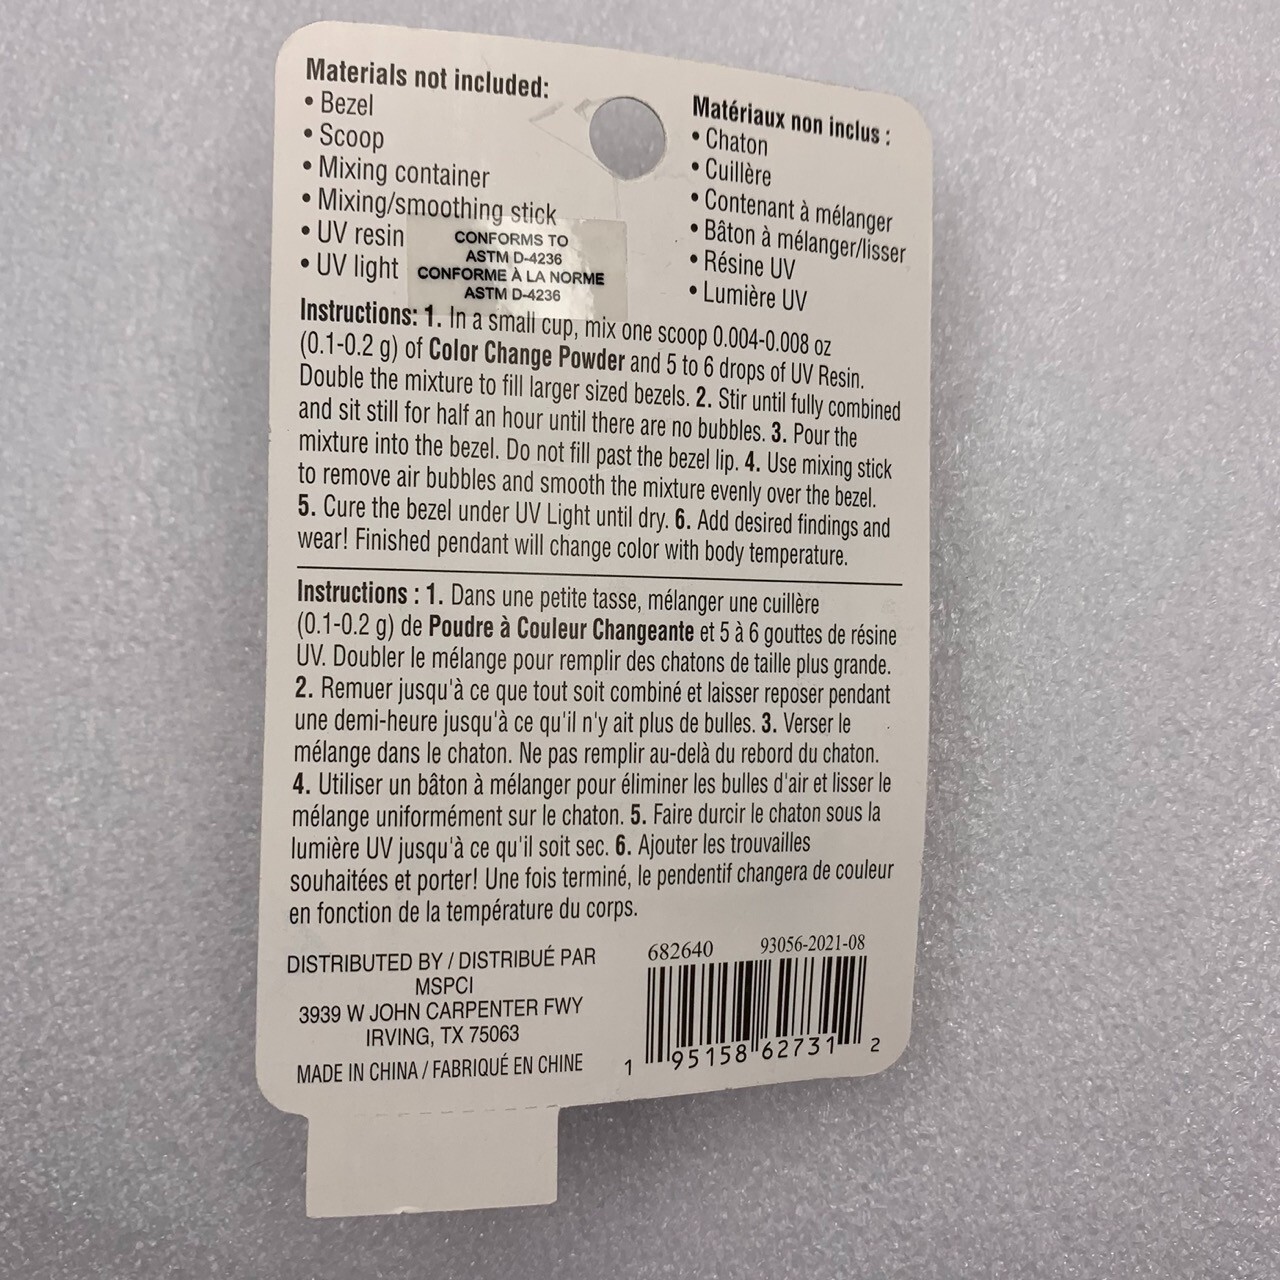 Materials not included:
• Bezel
• Scoop
• Mixing container
• Mixing/smoothing stick
• UV resin
• UV light
CONFORMS TO
ASTM D-4236
CONFORME À LA NORME
ASTM D-4236
Matériaux non inclus :
• Chaton
• Cuillère
• Contenant à mélanger
• Bâton à mélanger/lisser
• Résine UV
• Lumière UV
Instructions: 1. In a small cup, mix one scoop 0.004-0.008 oz
(0.1-0.2 g) of Color Change Powder and 5 to 6 drops of UV Resin.
Double the mixture to fill larger sized bezels. 2. Stir until fully combined
and sit still for half an hour until there are no bubbles. 3. Pour the
mixture into the bezel. Do not fill past the bezel lip. 4. Use mixing stick
to remove air bubbles and smooth the mixture evenly over the bezel.
5. Cure the bezel under UV Light until dry. 6. Add desired findings and
wear! Finished pendant will change color with body temperature.
Instructions : 1. Dans une petite tasse, mélanger une cuillère
(0.1-0.2 g) de Poudre à Couleur Changeante et 5 à 6 gouttes de résine
UV. Doubler le mélange pour remplir des chatons de taille plus grande.
2. Remuer jusqu'à ce que tout soit combiné et laisser reposer pendant
une demi-heure jusqu'à ce qu'il n'y ait plus de bulles. 3. Verser le
mélange dans le chaton. Ne pas remplir au-delà du rebord du chaton.
4. Utiliser un bâton à mélanger pour éliminer les bulles d'air et lisser le
mélange uniformément sur le chaton. 5. Faire durcir le chaton sous la
lumière UV jusqu'à ce qu'il soit sec. 6. Ajouter les trouvailles
souhaitées et porter! Une fois terminé, le pendentif changera de couleur
en fonction de la température du corps.
DISTRIBUTED BY / DISTRIBUÉ PAR
MSPCI
3939 W JOHN CARPENTER FWY
IRVING, TX 75063
MADE IN CHINA / FABRIQUÉ EN CHINE
682640 93056-2021-08
1 95158 62731 2